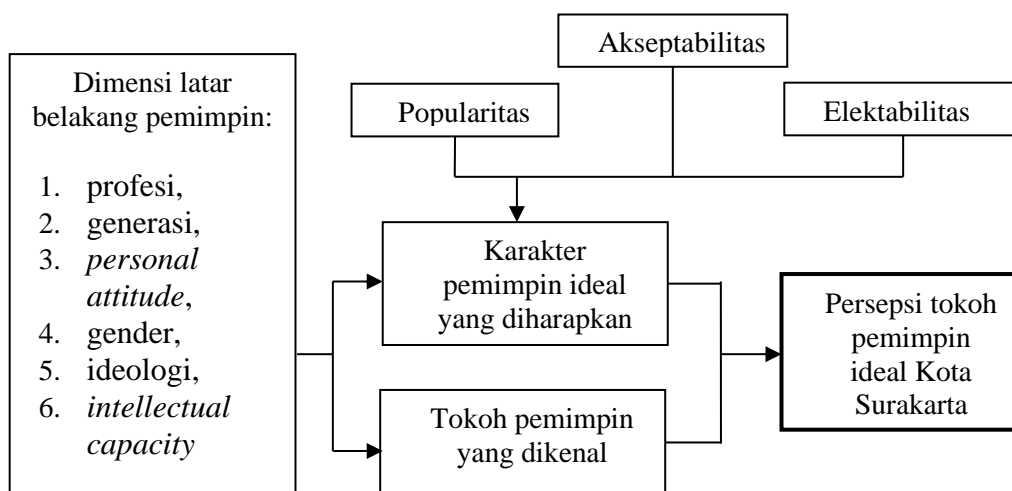 Dimensi latar
belakang pemimpin:
1. profesi,
2. generasi,
3. personal
attitude,
4. gender,
5. ideologi,
6. intellectual
capacity
Akseptabilitas
Popularitas
Elektabilitas
Karakter
pemimpin ideal
yang diharapkan
Tokoh pemimpin
yang dikenal
Persepsi tokoh
pemimpin
ideal Kota
Surakarta